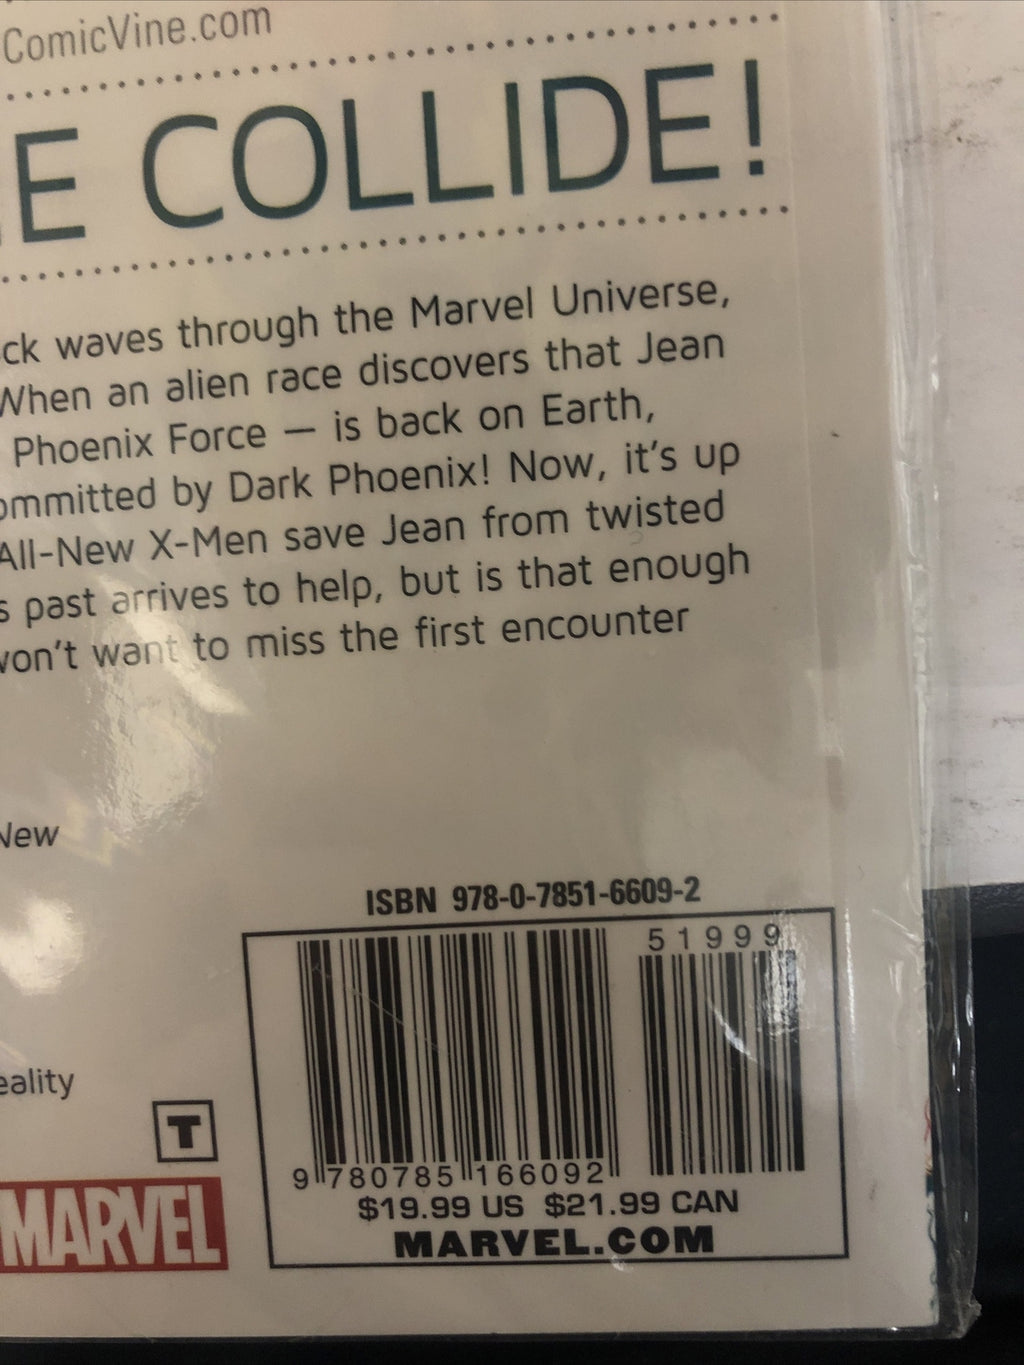 ComicVine.com
E COLLIDE!
ck waves through the Marvel Universe,
When an alien race discovers that Jean
Phoenix Force — is back on Earth,
ommitted by Dark Phoenix! Now, it's up
All-New X-Men save Jean from twisted
s past arrives to help, but is that enough
won't want to miss the first encounter
New
ISBN 978-0-7851-6609-2
51999
eality
T
9 780785 166092
$19.99 US $21.99 CAN
MARVEL
MARVEL.COM